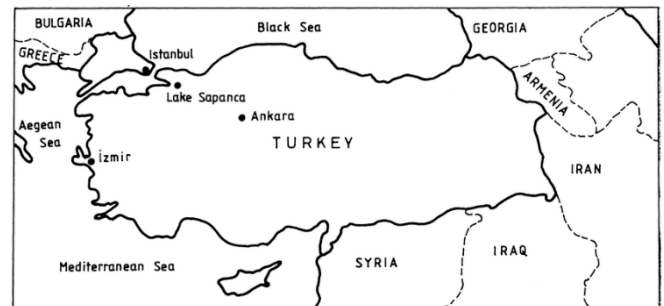 BULGARIA
Black Sea
GEORGIA
GREECE
Istanbul
ARMENIA
Lake Sapanca
Aegean
Sea
Ankara
TURKEY
İzmir
IRAN
Mediterranean Sea
SYRIA
IRAQ